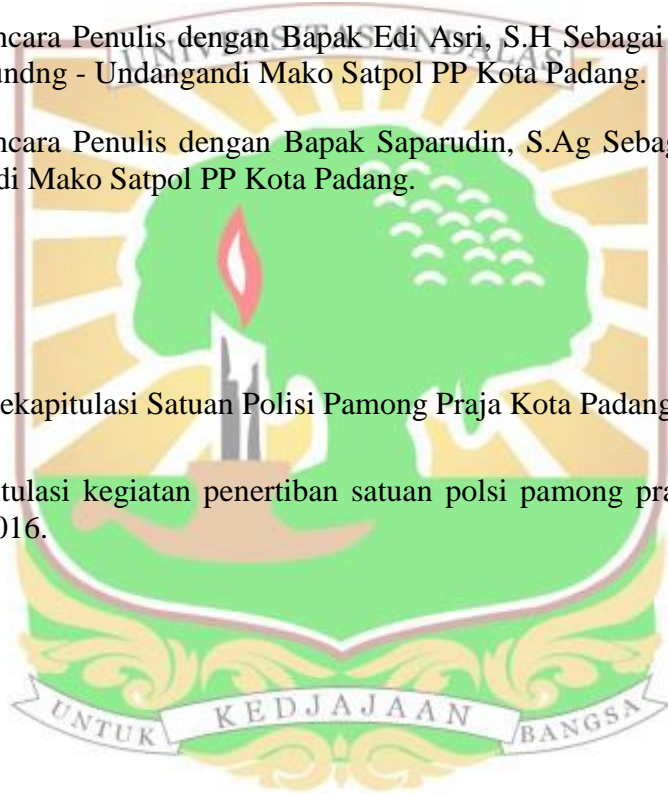 UNIVERSITAS ANDALAS
ncara Penulis dengan Bapak Edi Asri, S.H Sebagai
undng - Undangandi Mako Satpol PP Kota Padang.
ncara Penulis dengan Bapak Saparudin, S.Ag Sebag
di Mako Satpol PP Kota Padang.
ekapitulasi Satuan Polisi Pamong Praja Kota Padang
tulasi kegiatan penertiban satuan polsi pamong pra
016.
UNTUK KEDJAJAAN BANGSA